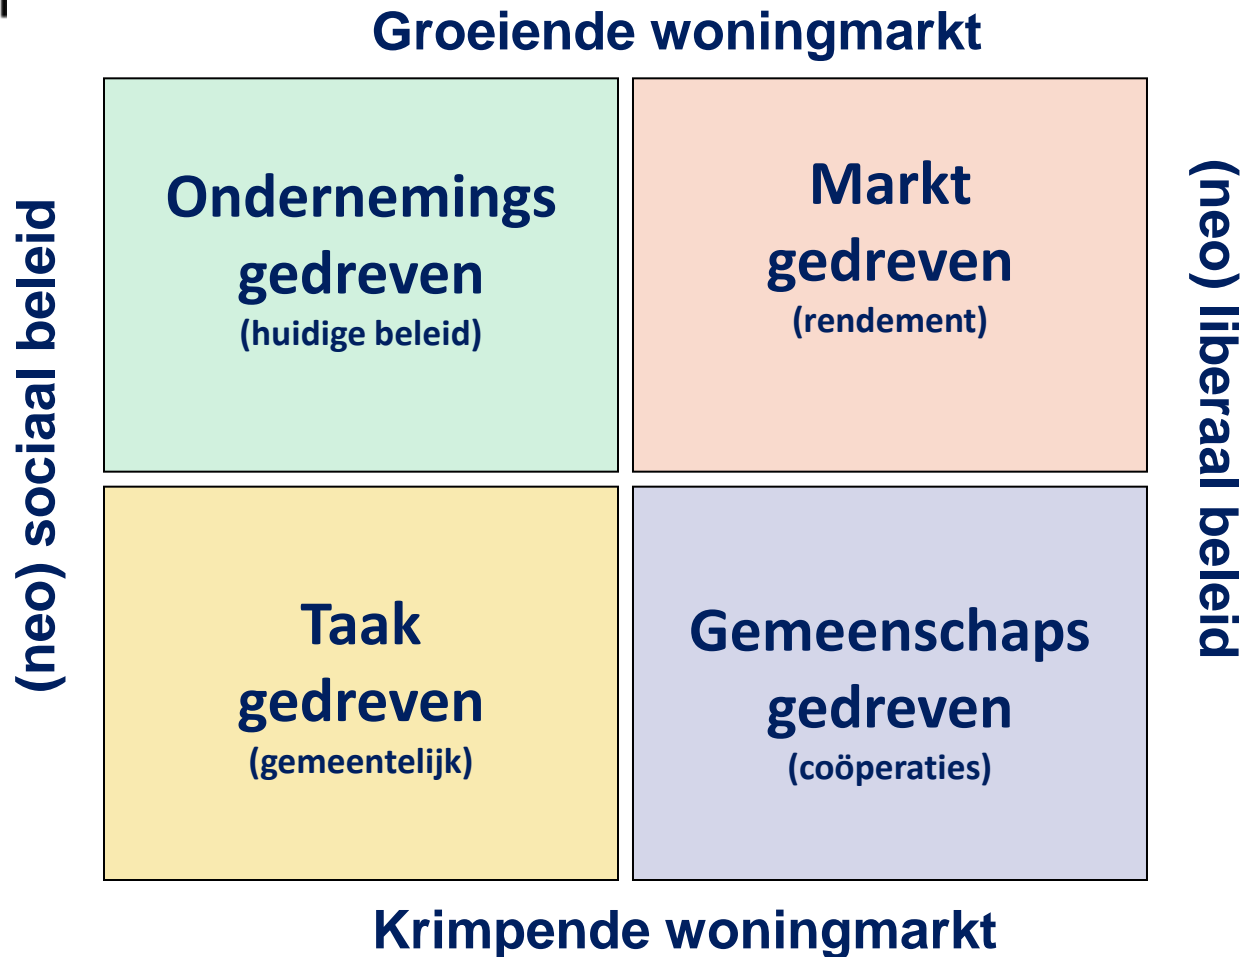 Groeiende woningmarkt
(neo) sociaal beleid
Ondernemings
gedreven
(huidige beleid)
Markt
gedreven
(rendement)
(neo) liberaal beleid
Taak
gedreven
(gemeentelijk)
Gemeenschaps
gedreven
(coöperaties)
Krimpende woningmarkt